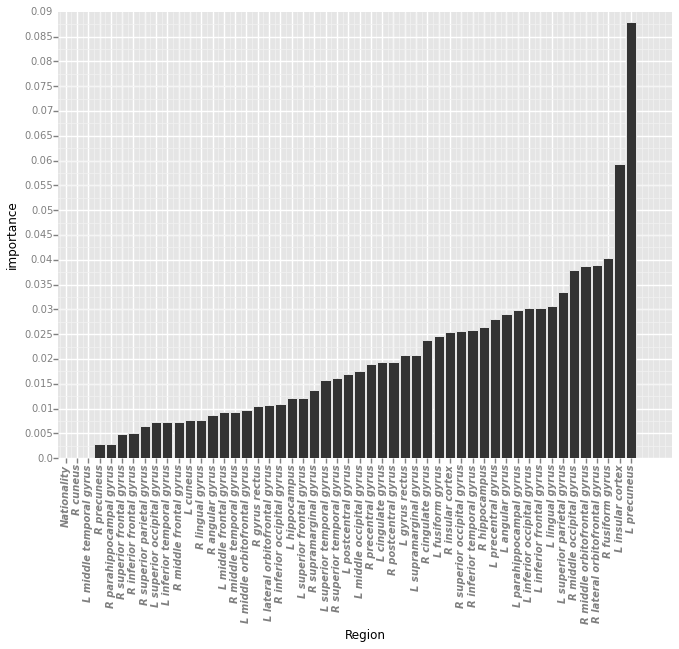 0.09
0.085
0.08
0.075
0.07
0.065
0.06
0.055
0.05
0.045
0.04
0.035
0.03
0.025
0.02
0.015
0.01
0.005
0.0
importance
Nationality
R cuneus
L middle temporal gyrus
R precuneus
R parahippocampal gyrus
R superior frontal gyrus
R inferior frontal gyrus
R superior parietal gyrus
L superior occipital gyrus
L inferior temporal gyrus
R middle frontal gyrus
L cuneus
R lingual gyrus
R angular gyrus
L middle frontal gyrus
R middle temporal gyrus
L middle orbitofrontal gyrus
R gyrus rectus
L lateral orbitofrontal gyrus
R inferior occipital gyrus
L hippocampus
L superior frontal gyrus
R supramarginal gyrus
L superior temporal gyrus
R superior temporal gyrus
L postcentral gyrus
L middle occipital gyrus
R precentral gyrus
L cingulate gyrus
R postcentral gyrus
L gyrus rectus
L supramarginal gyrus
R cingulate gyrus
L fusiform gyrus
R insular cortex
R superior occipital gyrus
R inferior temporal gyrus
R hippocampus
L precentral gyrus
L angular gyrus
L parahippocampal gyrus
L inferior occipital gyrus
L inferior frontal gyrus
L lingual gyrus
L superior parietal gyrus
R middle occipital gyrus
R middle orbitofrontal gyrus
R lateral orbitofrontal gyrus
R fusiform gyrus
L insular cortex
L precuneus
Region